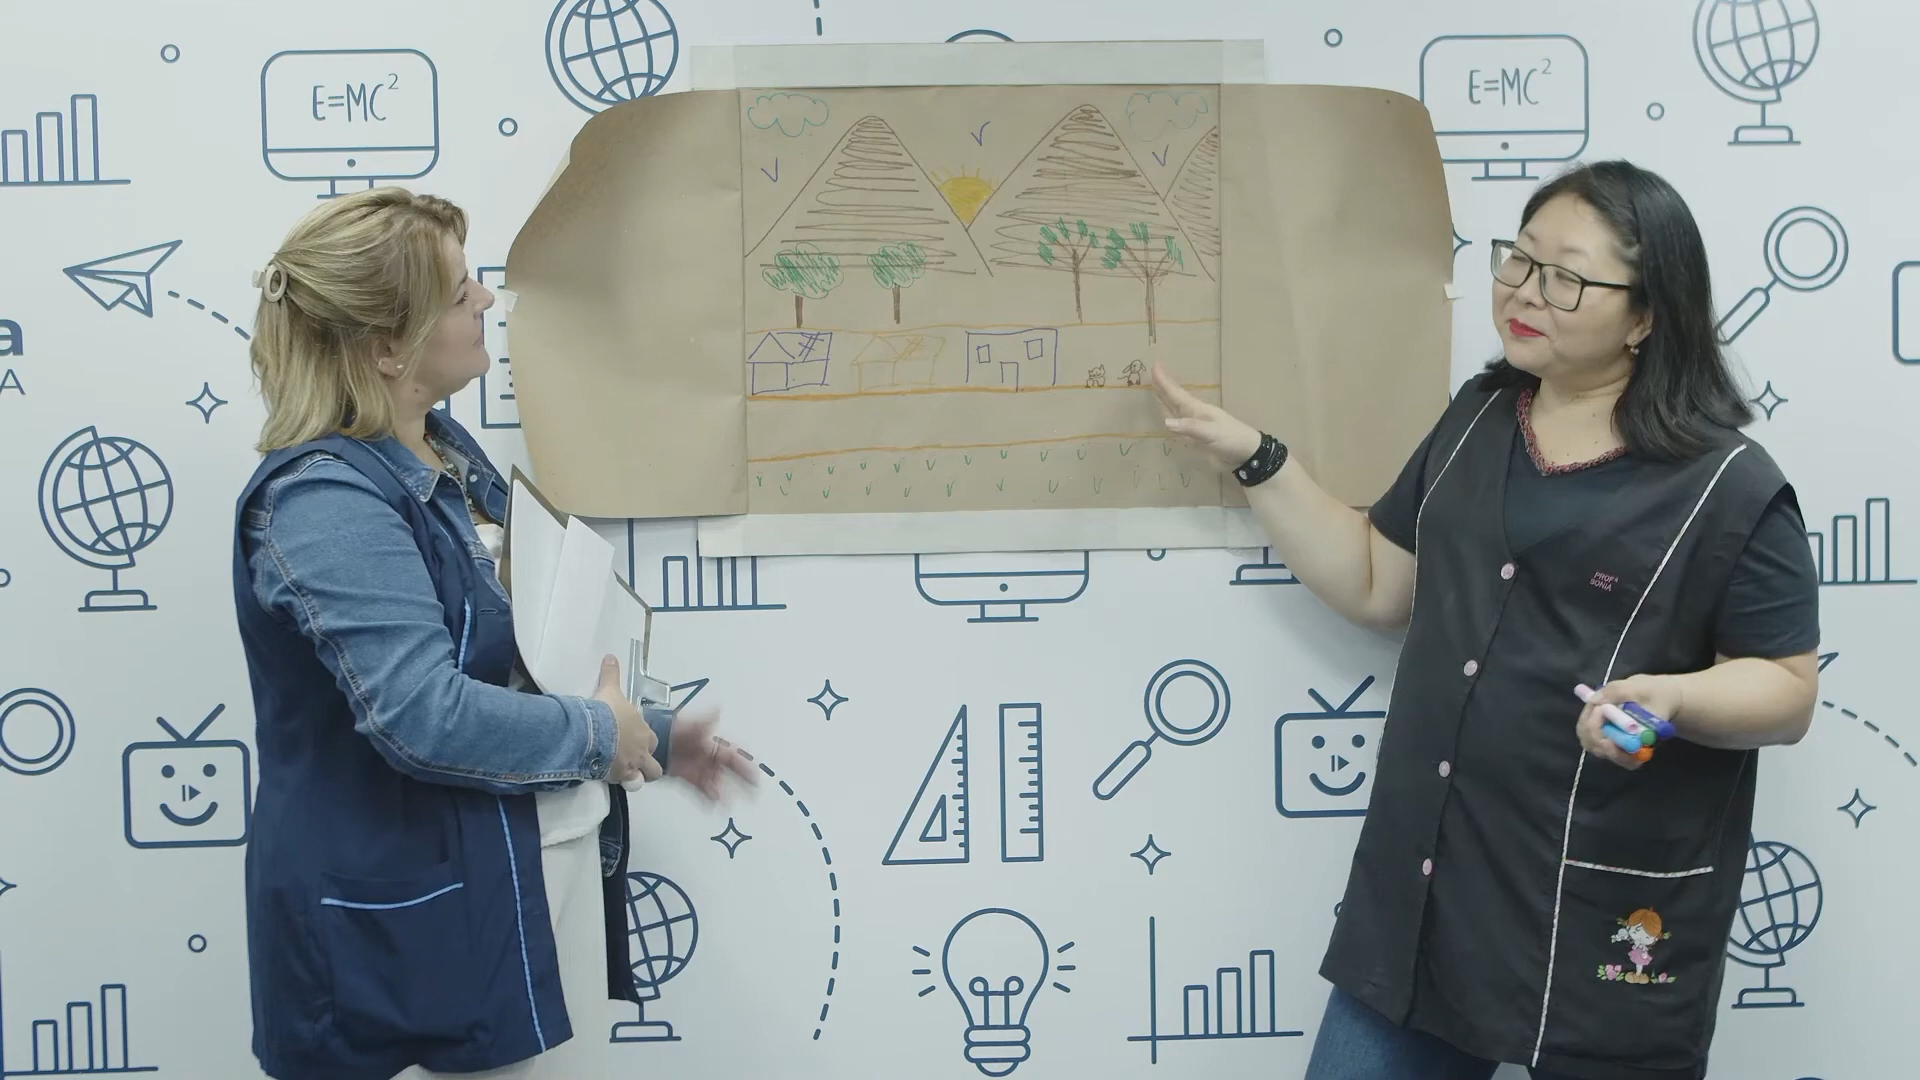 E=MC²
E=MC²
a
A
PROFª
SONIA